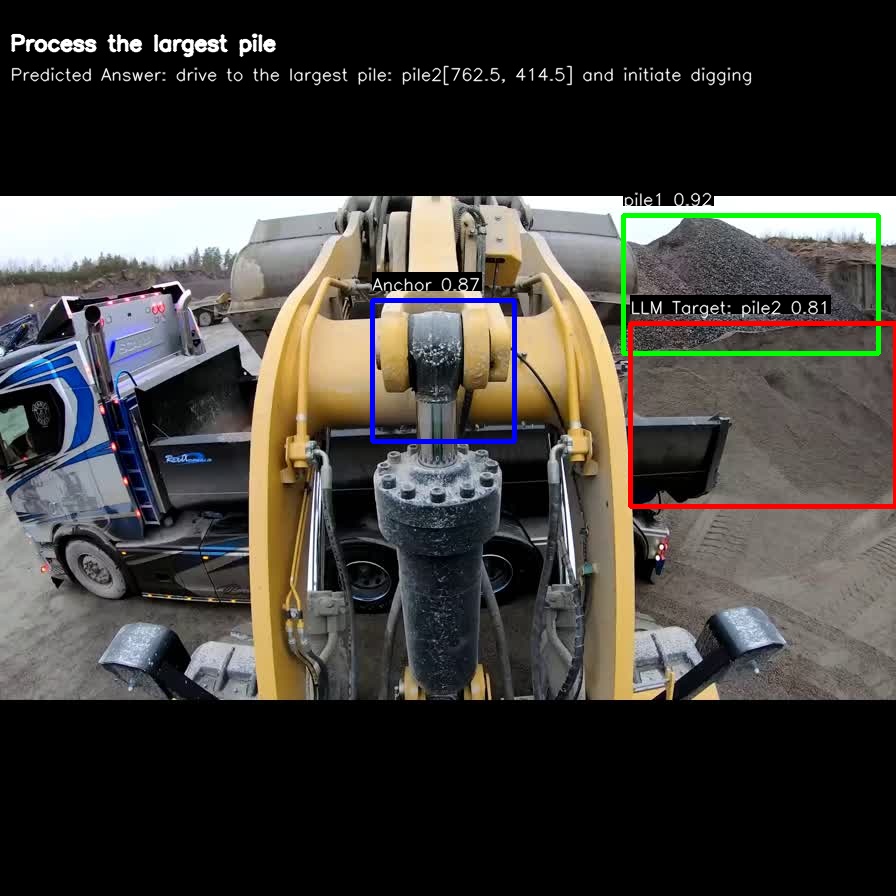 Process the largest pile
Predicted Answer: drive to the largest pile: pile2[762.5, 414.5] and initiate digging
pile1 0.92
Anchor 0.87
LLM Target: pile2 0.81